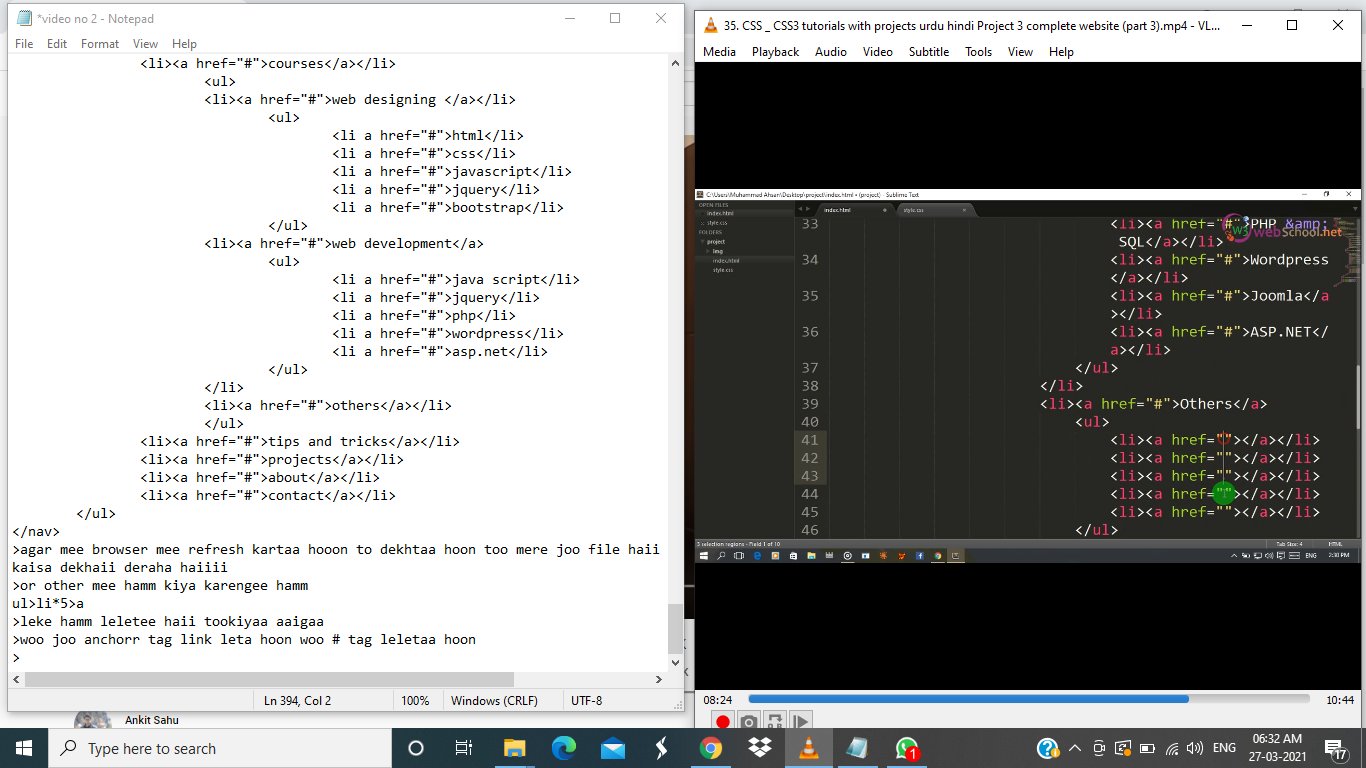 *video no 2 - Notepad
File Edit Format View Help
<li><a href="#">courses</a></li>
<ul>
<li><a href="#">web designing </a></li>
<ul>
<li a href="#">html</li>
<li a href="#">css</li>
<li a href="#">javascript</li>
<li a href="#">jquery</li>
<li a href="#">bootstrap</li>
</ul>
<li><a href="#">web development</a>
<ul>
<li a href="#">java script</li>
<li a href="#">jquery</li>
<li a href="#">php</li>
<li a href="#">wordpress</li>
<li a href="#">asp.net</li>
</ul>
</li>
<li><a href="#">others</a></li>
</ul>
<li><a href="#">tips and tricks</a></li>
<li><a href="#">projects</a></li>
<li><a href="#">about</a></li>
<li><a href="#">contact</a></li>
</ul>
</nav>
>agar mee browser mee refresh kartaa hooon to dekhtaa hoon too mere joo file haii
kaisa dekhaii deraha haiiii
>or other mee hamm kiya karengee hamm
ul>li*5>a
>leke hamm leletee haii tookiyaa aaigaa
>woo joo anchorr tag link leta hoon woo # tag leletaa hoon
>
Ln 394, Col 2 100% Windows (CRLF) UTF-8
Ankit Sahu
35. CSS _ CSS3 tutorials with projects urdu hindi Project 3 complete website (part 3).mp4 - VL...
Media Playback Audio Video Subtitle Tools View Help
C:\Users\Muhammad Ahsan\Desktop\project\index.html • (project) - Sublime Text
OPEN FILES
index.html
style.css
FOLDERS
project
img
index.html
style.css
index.html style.css
33 <li><a href="#">PHP &amp;
SQL</a></li>
34 <li><a href="#">Wordpress
</a></li>
35 <li><a href="#">Joomla</a
></li>
36 <li><a href="#">ASP.NET</
a></li>
37 </ul>
38 </li>
39 <li><a href="#">Others</a>
40 <ul>
41 <li><a href=""></a></li>
42 <li><a href=""></a></li>
43 <li><a href=""></a></li>
44 <li><a href=""></a></li>
45 <li><a href=""></a></li>
46 </ul>
W3 webSchool.net
3 selection regions - Field 1 of 10 Tab Size: 4 HTML
ENG 2:30 PM
08:24 10:44
Type here to search
1
ENG
06:32 AM
27-03-2021
17